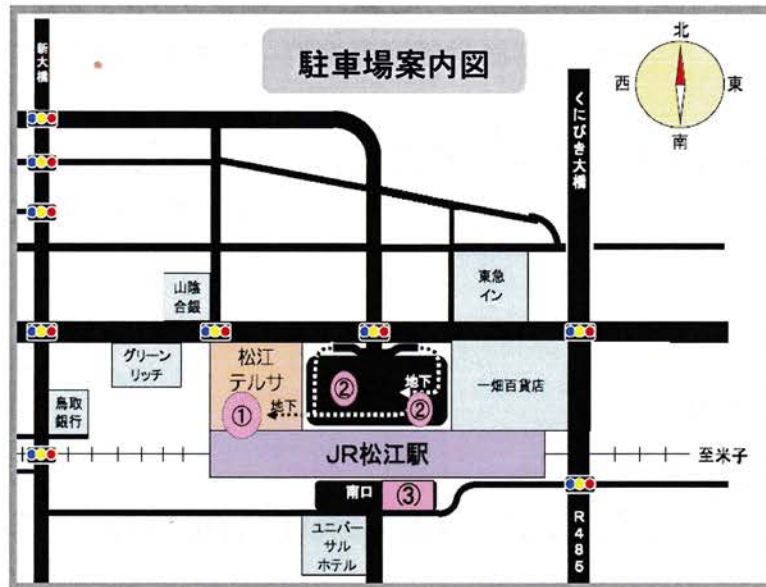 駐車場案内図
北
西
東
南
新大橋
くにびき大橋
山陰
合銀
東急
イン
グリーン
リッチ
松江
テルサ
鳥取
銀行
①
地下
②
地下
②
一畑百貨店
JR松江駅
至米子
南口
③
ユニバー
サル
ホテル
R485